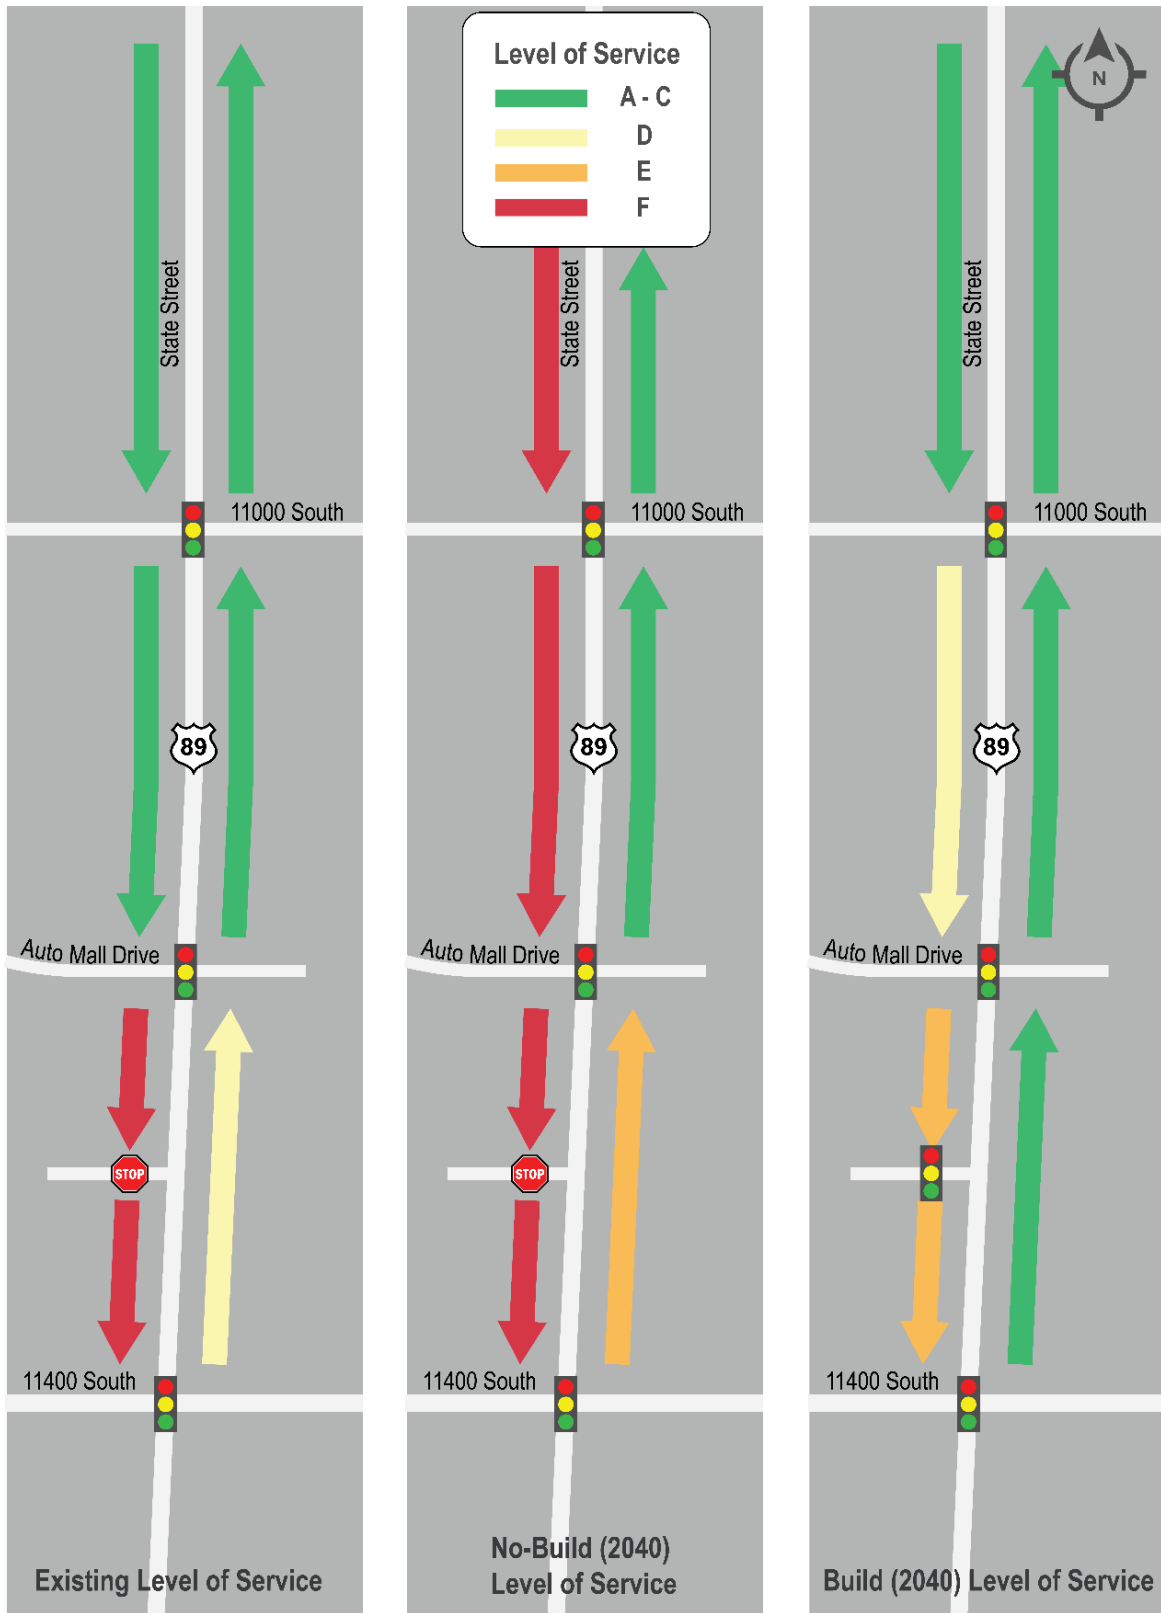 Level of Service
A - C
D
E
F
N
State Street
State Street
State Street
11000 South
11000 South
11000 South
89
89
89
Auto Mall Drive
Auto Mall Drive
Auto Mall Drive
STOP
STOP
11400 South
11400 South
11400 South
Existing Level of Service
No-Build (2040)
Level of Service
Build (2040) Level of Service